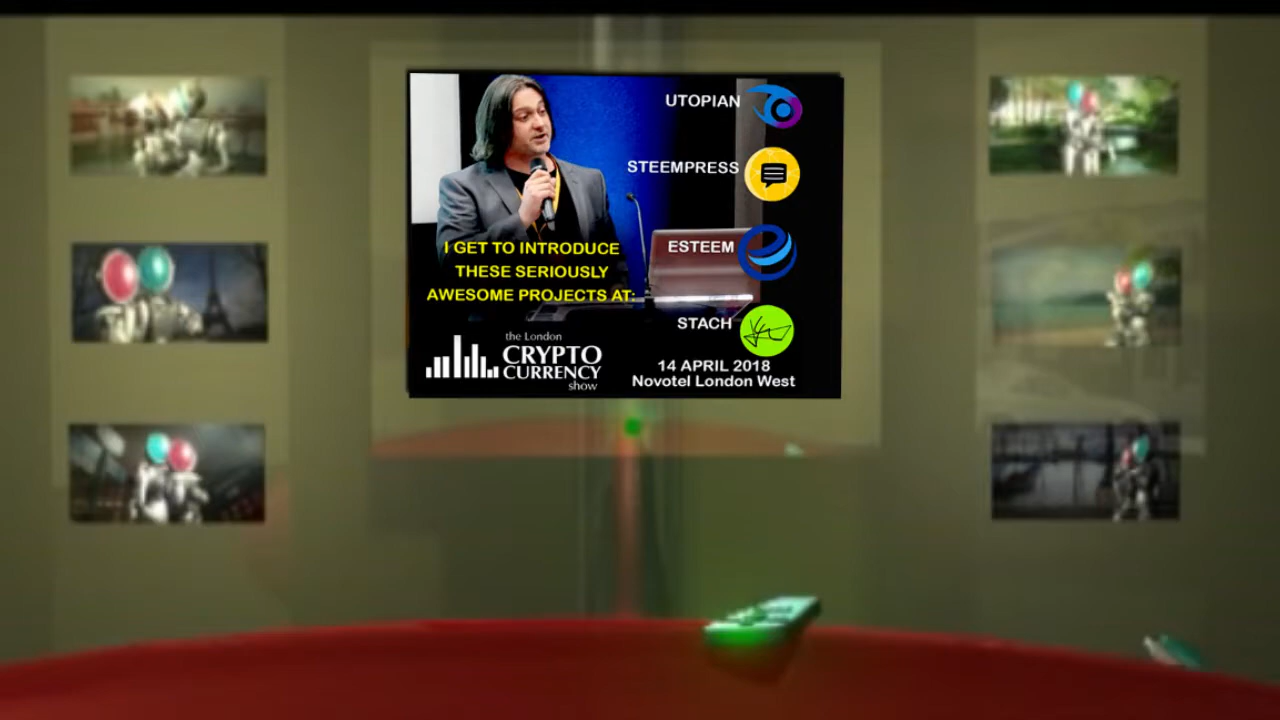 UTOPIAN
STEEMPRESS
ESTEEM
STACH
I GET TO INTRODUCE
THESE SERIOUSLY
AWESOME PROJECTS AT:
the London
CRYPTO
CURRENCY
show
14 APRIL 2018
Novotel London West